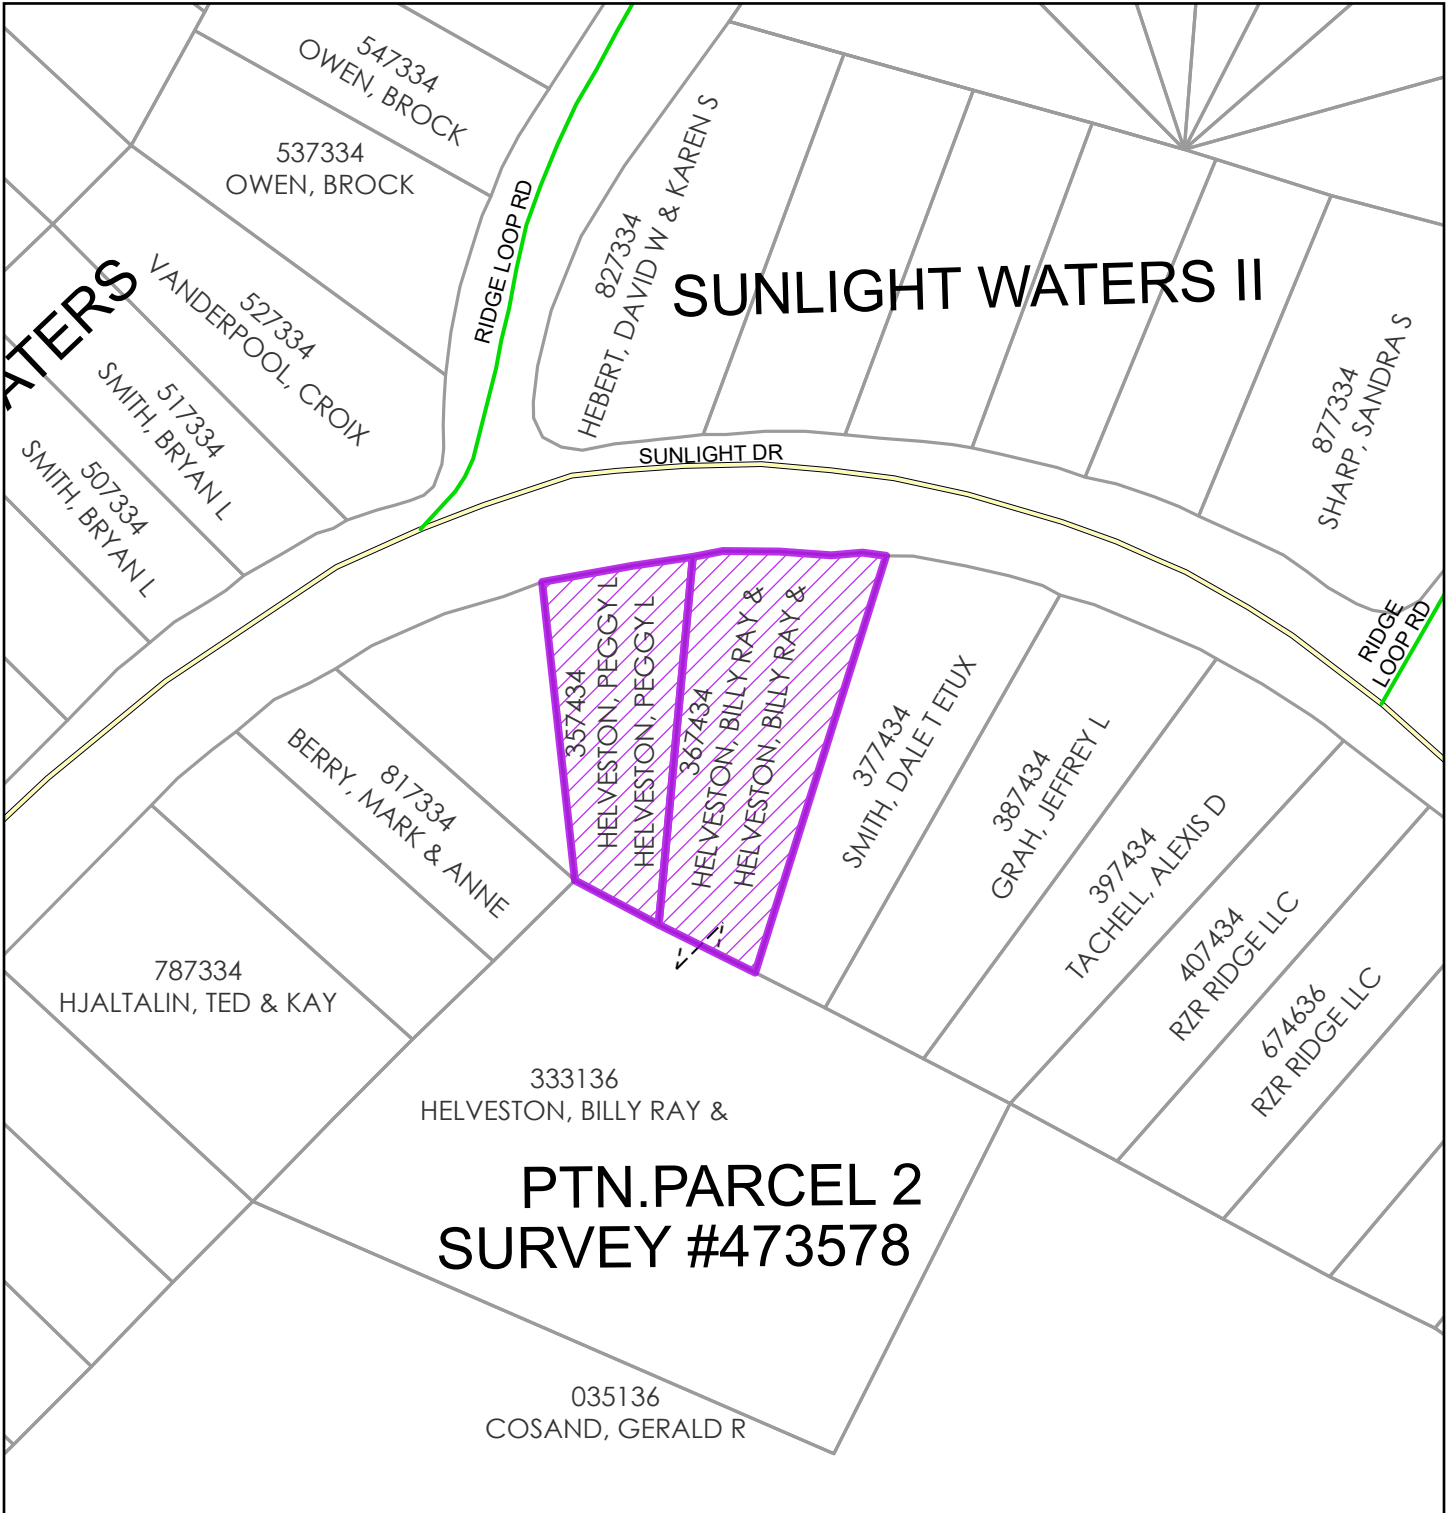 547334
OWEN, BROCK
537334
OWEN, BROCK
RIDGE LOOP RD
827334
HEBERT, DAVID W & KAREN S
SUNLIGHT WATERS II
ATERS
527334
VANDERPOOL, CROIX
517334
SMITH, BRYAN L
507334
SMITH, BRYAN L
877334
SHARP, SANDRA S
SUNLIGHT DR
RIDGE
LOOP RD
357434
HELVESTON, PEGGY L
HELVESTON, PEGGY L
367434
HELVESTON, BILLY RAY &
HELVESTON, BILLY RAY &
377434
SMITH, DALE T ETUX
387434
GRAH, JEFFREY L
397434
TACHELL, ALEXIS D
407434
RZR RIDGE LLC
674636
RZR RIDGE LLC
817334
BERRY, MARK & ANNE
787334
HJALTALIN, TED & KAY
333136
HELVESTON, BILLY RAY &
PTN.PARCEL 2
SURVEY #473578
035136
COSAND, GERALD R